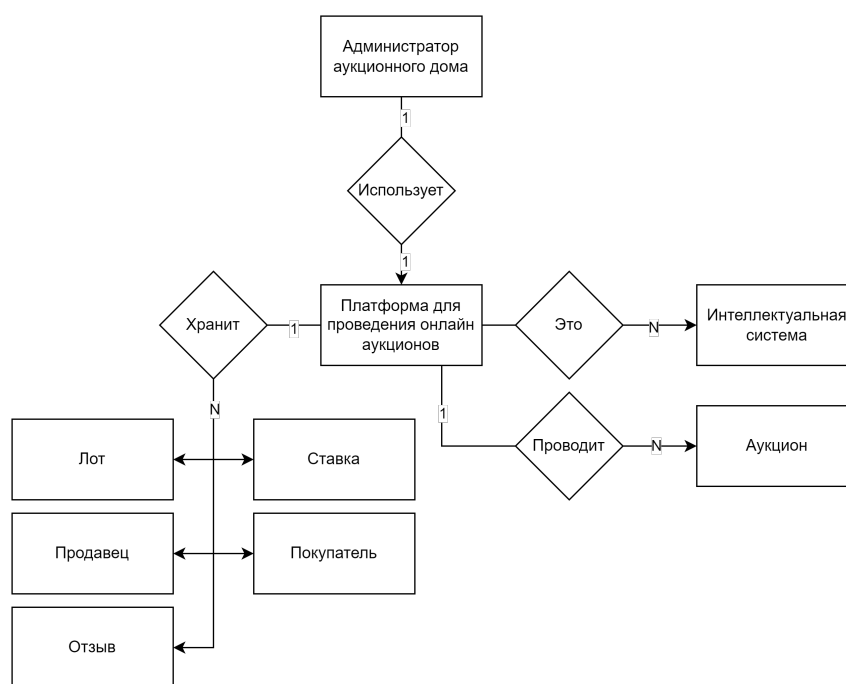 Администратор
аукционного дома
1
Использует
1
Хранит
1
Платформа для
проведения онлайн
аукционов
Это
N
Интеллектуальная
система
N
1
Проводит
N
Аукцион
Лот
Ставка
Продавец
Покупатель
Отзыв